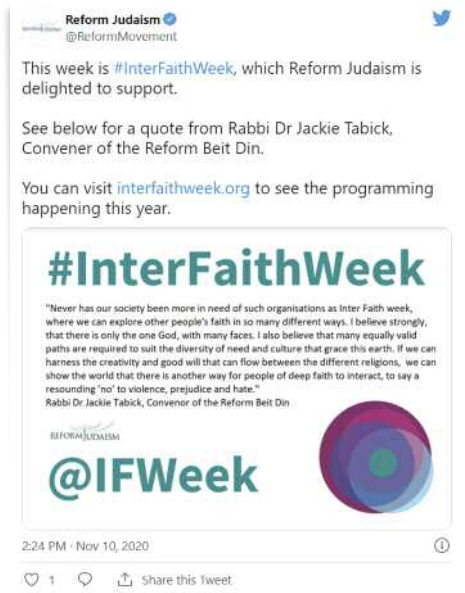 Reform Judaism
@ReformMovement
This week is #InterFaithWeek, which Reform Judaism is
delighted to support.
See below for a quote from Rabbi Dr Jackie Tabick,
Convener of the Reform Beit Din.
You can visit interfaithweek.org to see the programming
happening this year.
#InterFaithWeek
"Never has our society been more in need of such organisations as Inter Faith week,
where we can explore other people's faith in so many different ways. I believe strongly,
that there is only the one God, with many faces. I also believe that many equally valid
paths are required to suit the diversity of need and culture that grace this earth. If we can
harness the creativity and good will that can flow between the different religions, we can
show the world that there is another way for people of deep faith to interact, to say a
resounding 'no' to violence, prejudice and hate."
Rabbi Dr Jackie Tabick, Convenor of the Reform Beit Din
REFORM JUDAISM
@IFWeek
2:24 PM · Nov 10, 2020
1 Share this Tweet